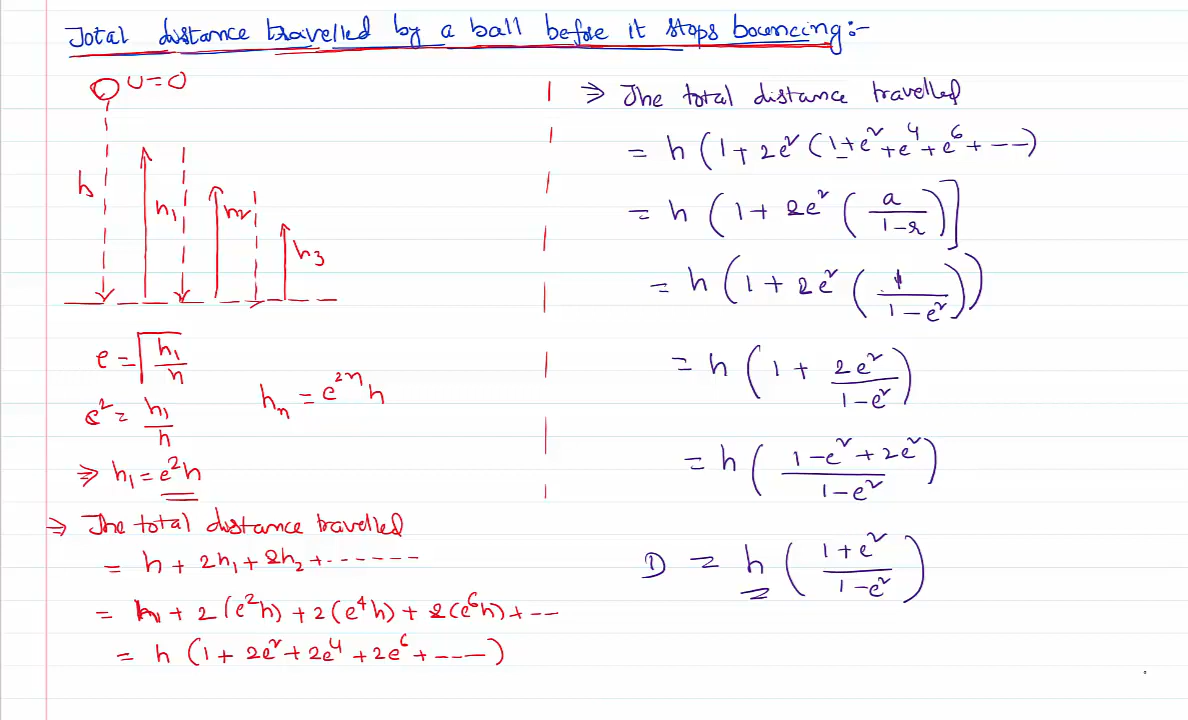 Total distance travelled by a ball before it stops bouncing:-
u=0
h
h₁
h₂
h₃
e = √(h₁/h)
e² = h₁/h
hₙ = e²ⁿh
⇒ h₁ = e²h
⇒ The total distance travelled
= h + 2h₁ + 2h₂ + ------
= h + 2(e²h) + 2(e⁴h) + 2(e⁶h) + ---
= h (1 + 2e² + 2e⁴ + 2e⁶ + ----)
⇒ The total distance travelled
= h (1 + 2e² (1 + e² + e⁴ + e⁶ + ---)
= h (1 + 2e² (a/(1-r))]
= h (1 + 2e² (1/(1-e²)))
= h (1 + 2e²/(1-e²))
= h ((1-e²+2e²)/(1-e²))
D = h ((1+e²)/(1-e²))